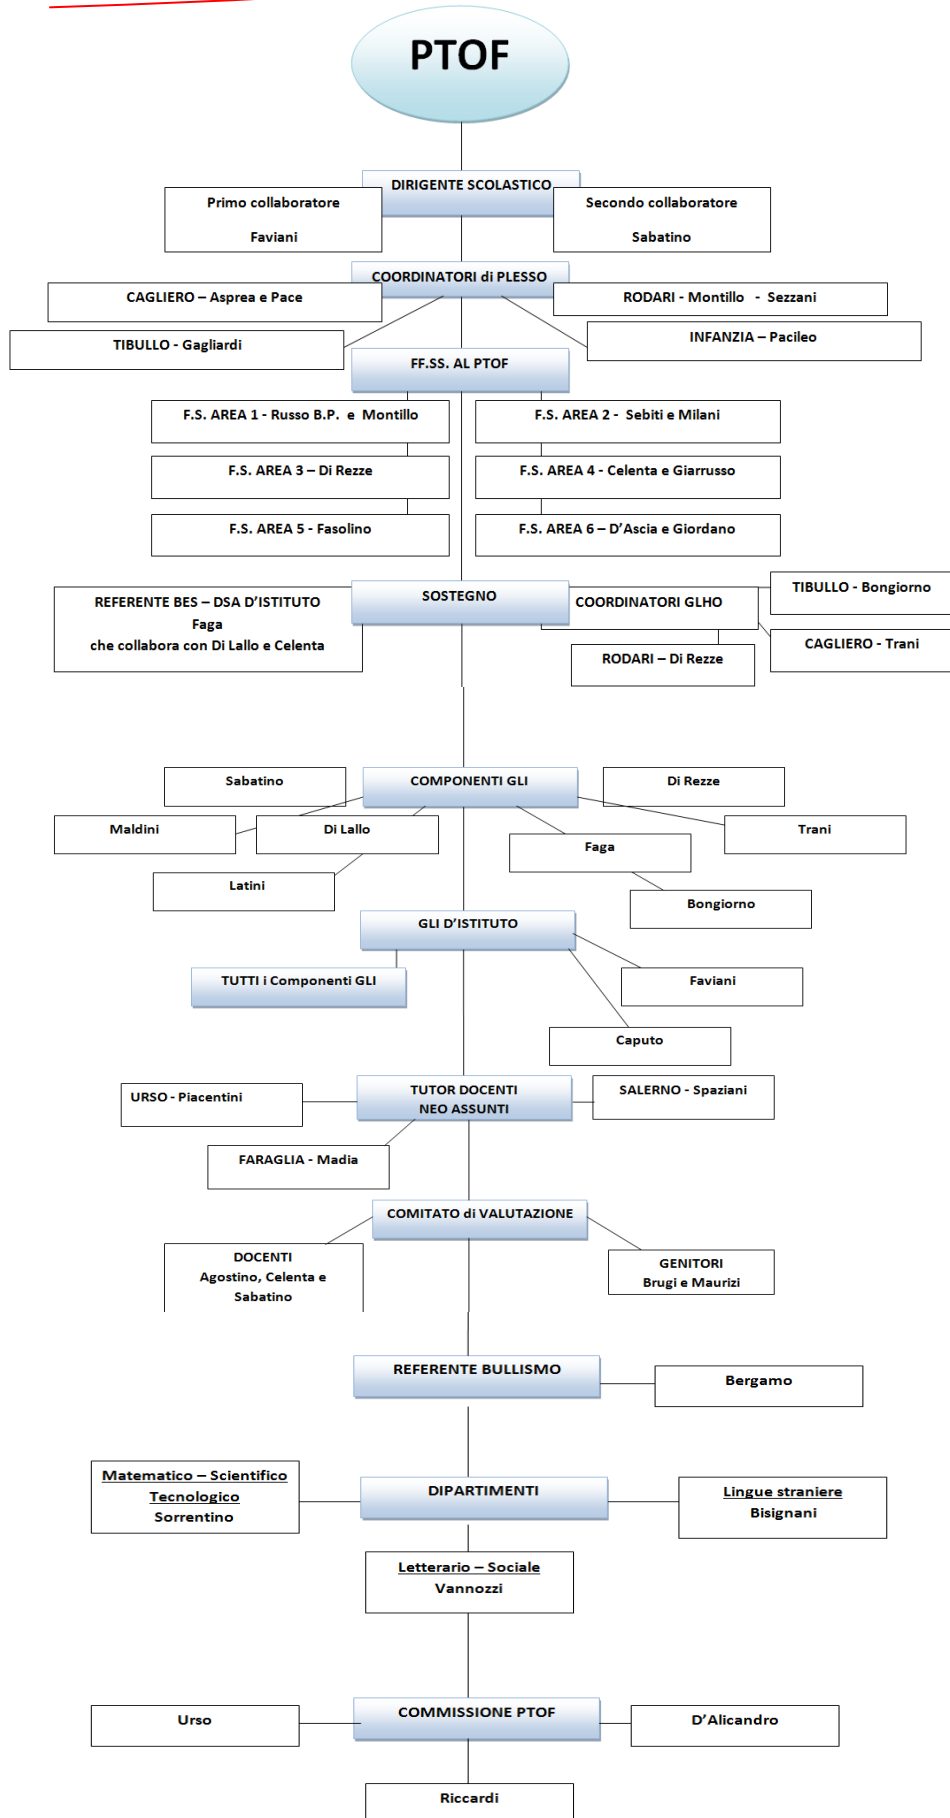 PTOF
DIRIGENTE SCOLASTICO
Primo collaboratore
Faviani
Secondo collaboratore
Sabatino
COORDINATORI di PLESSO
CAGLIERO – Asprea e Pace
RODARI - Montillo - Sezzani
TIBULLO - Gagliardi
INFANZIA – Pacileo
FF.SS. AL PTOF
F.S. AREA 1 - Russo B.P. e Montillo
F.S. AREA 2 - Sebiti e Milani
F.S. AREA 3 – Di Rezze
F.S. AREA 4 - Celenta e Giarrusso
F.S. AREA 5 - Fasolino
F.S. AREA 6 – D’Ascia e Giordano
SOSTEGNO
REFERENTE BES – DSA D’ISTITUTO
Faga
che collabora con Di Lallo e Celenta
COORDINATORI GLHO
TIBULLO - Bongiorno
CAGLIERO - Trani
RODARI – Di Rezze
COMPONENTI GLI
Sabatino
Di Rezze
Maldini
Di Lallo
Trani
Faga
Latini
Bongiorno
GLI D’ISTITUTO
TUTTI i Componenti GLI
Faviani
Caputo
TUTOR DOCENTI
NEO ASSUNTI
URSO - Piacentini
SALERNO - Spaziani
FARAGLIA - Madia
COMITATO di VALUTAZIONE
DOCENTI
Agostino, Celenta e
Sabatino
GENITORI
Brugi e Maurizi
REFERENTE BULLISMO
Bergamo
Matematico – Scientifico
Tecnologico
Sorrentino
DIPARTIMENTI
Lingue straniere
Bisignani
Letterario – Sociale
Vannozzi
Urso
COMMISSIONE PTOF
D’Alicandro
Riccardi